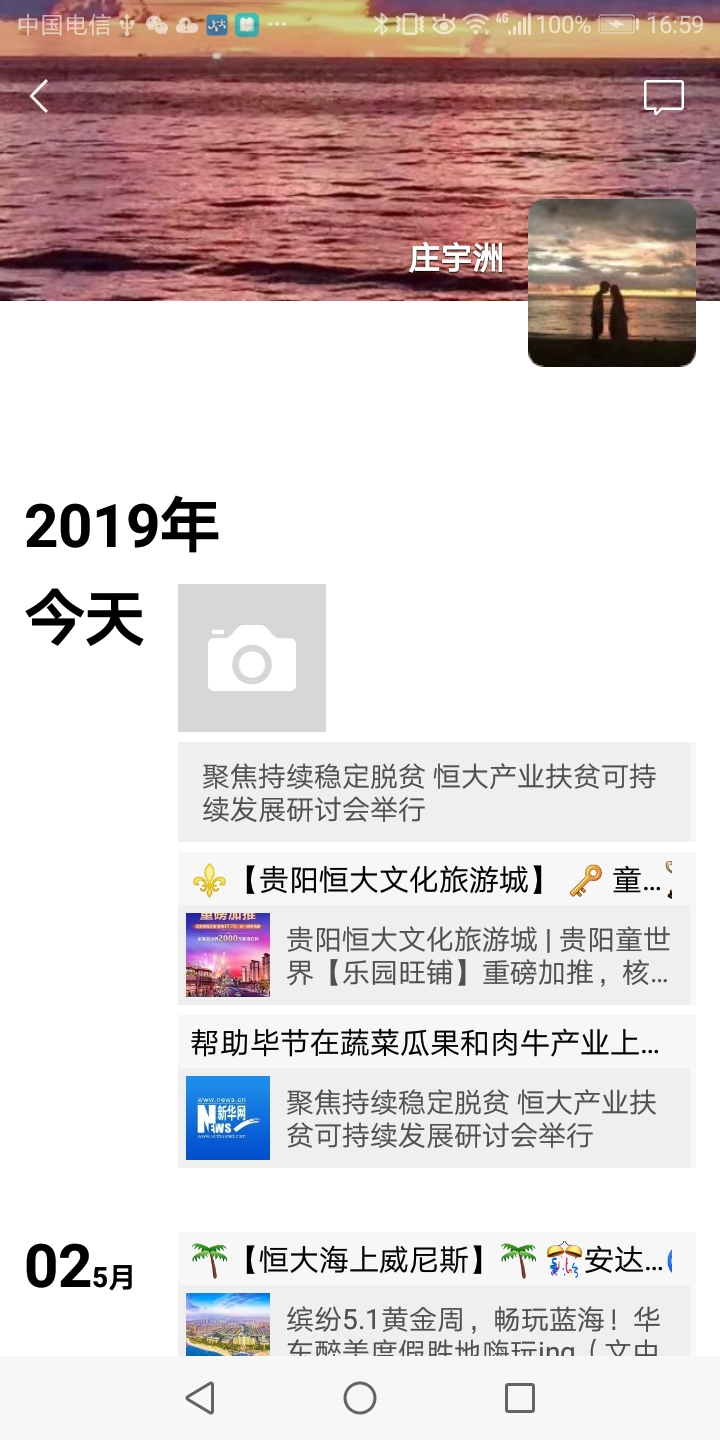 中国电信 4G 100% 16:59
庄宇洲
2019年
今天
聚焦持续稳定脱贫 恒大产业扶贫可持
续发展研讨会举行
【贵阳恒大文化旅游城】 童...
重磅加推
2000
贵阳恒大文化旅游城 | 贵阳童世
界【乐园旺铺】重磅加推，核...
帮助毕节在蔬菜瓜果和肉牛产业上...
www.news.cn
新华网
NEWS
www.xinhuanet.com
聚焦持续稳定脱贫 恒大产业扶
贫可持续发展研讨会举行
02 5月
【恒大海上威尼斯】 安达...
缤纷5.1黄金周，畅玩蓝海！华
东醉美度假胜地嗨玩ing（文中